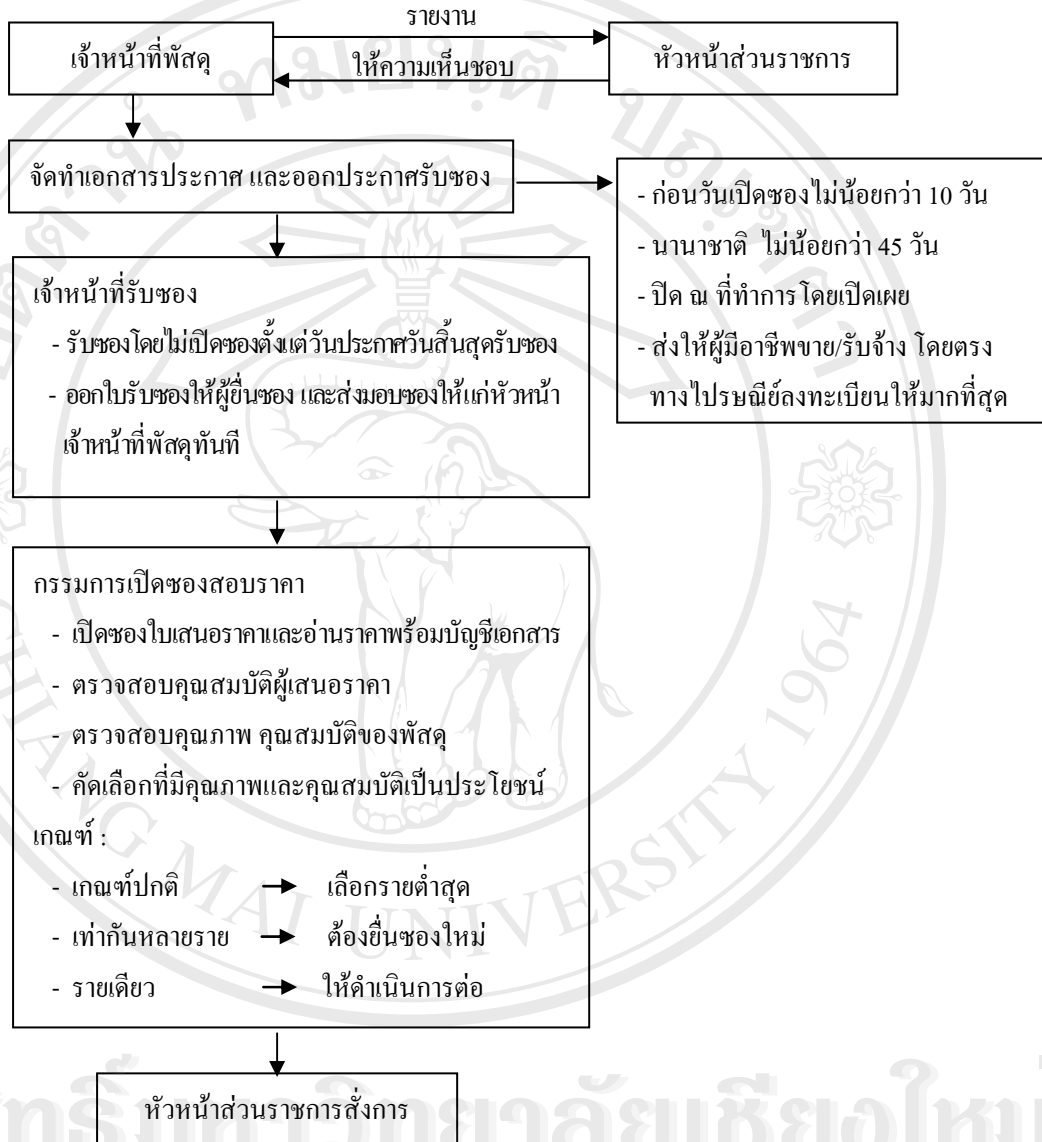 รายงาน
เจ้าหน้าที่พัสดุ
ให้ความเห็นชอบ
หัวหน้าส่วนราชการ
จัดทำเอกสารประกาศ และออกประกาศรับซอง
- ก่อนวันเปิดซองไม่น้อยกว่า 10 วัน
- นานาชาติ ไม่น้อยกว่า 45 วัน
- ปิด ณ ที่ทำการ โดยเปิดเผย
- ส่งให้ผู้มีอาชีพขาย/รับจ้าง โดยตรง
ทางไปรษณีย์ลงทะเบียนให้มากที่สุด
เจ้าหน้าที่รับซอง
- รับซองโดยไม่เปิดซองตั้งแต่วันประกาศวันสิ้นสุดรับซอง
- ออกใบรับซองให้ผู้ยื่นซอง และส่งมอบซองให้แก่หัวหน้า
เจ้าหน้าที่พัสดุทันที
กรรมการเปิดซองสอบราคา
- เปิดซองใบเสนอราคาและอ่านราคาพร้อมบัญชีเอกสาร
- ตรวจสอบคุณสมบัติผู้เสนอราคา
- ตรวจสอบคุณภาพ คุณสมบัติของพัสดุ
- คัดเลือกที่มีคุณภาพและคุณสมบัติเป็นประโยชน์
เกณฑ์ :
- เกณฑ์ปกติ → เลือกรายต่ำสุด
- เท่ากันหลายราย → ต้องยื่นซองใหม่
- รายเดียว → ให้ดำเนินการต่อ
หัวหน้าส่วนราชการสั่งการ
CHIANG MAI UNIVERSITY 1964